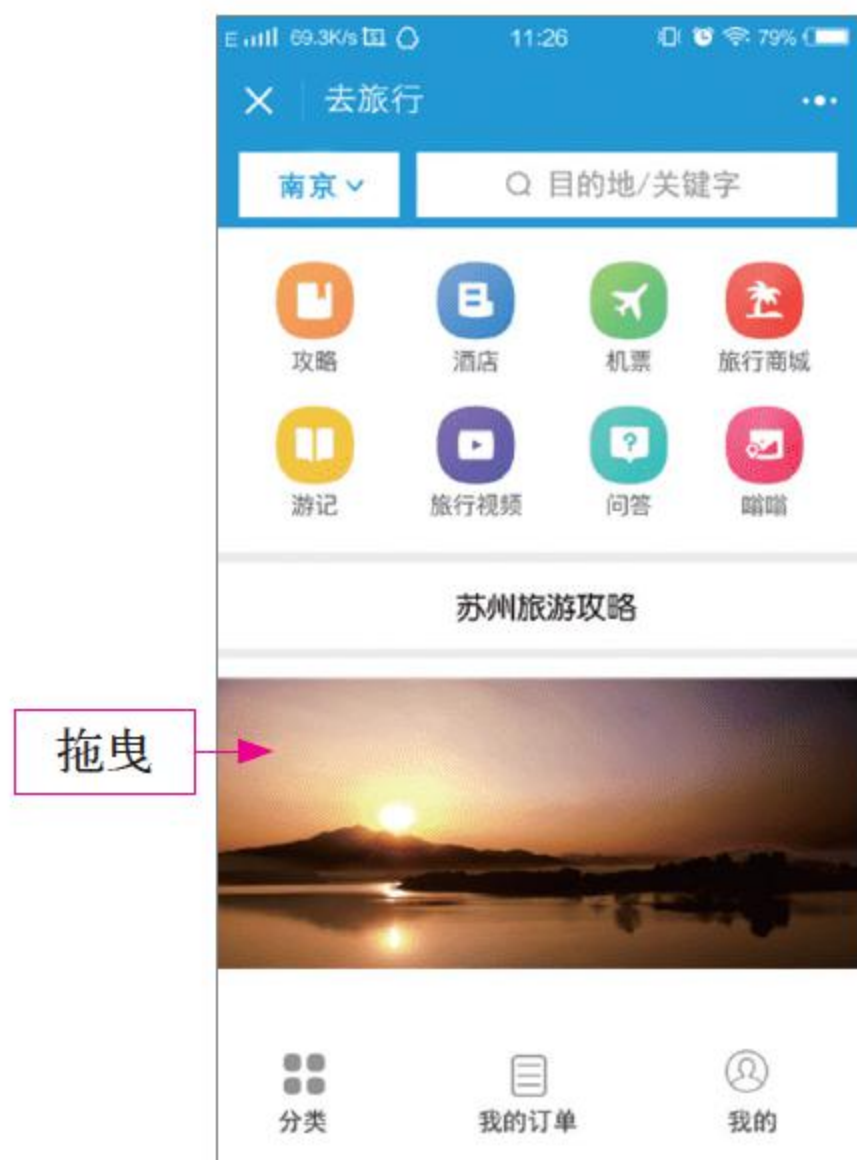 E 69.3K/s 11:26 79%
去旅行
南京 目的地/关键字
攻略 酒店 机票 旅行商城
游记 旅行视频 问答 嗡嗡
苏州旅游攻略
拖曳
分类 我的订单 我的